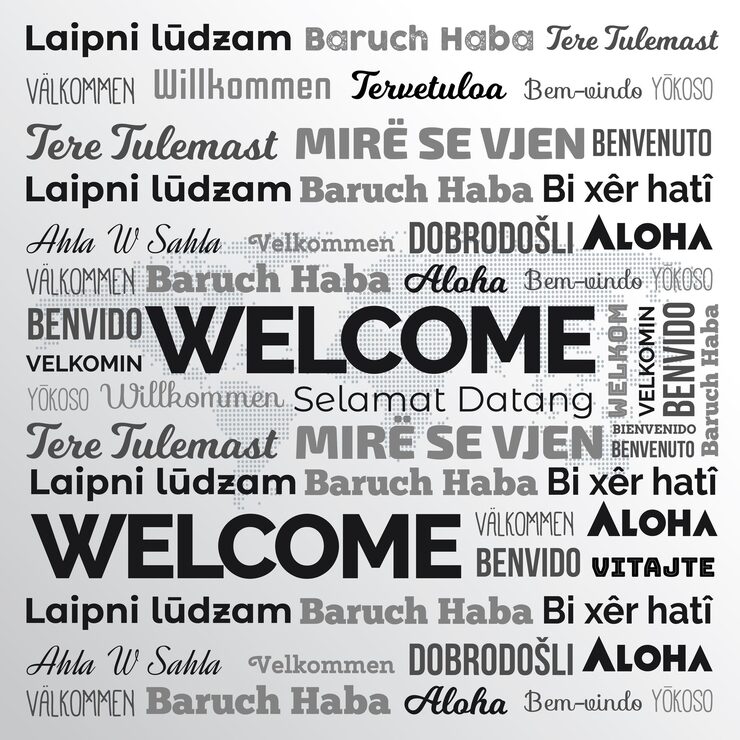 Laipni lūdzam Baruch Haba Tere Tulemast
VÄLKOMMEN Willkommen Tervetuloa Bem-vindo YŌKOSO
Tere Tulemast MIRË SE VJEN BENVENUTO
Laipni lūdzam Baruch Haba Bi xêr hatî
Ahla W Sahla Velkommen DOBRODOŠLI ALOHA
VÄLKOMMEN Baruch Haba Aloha Bem-vindo YŌKOSO
BENVIDO WELCOME
VELKOMIN
WELKOM
VELKOMIN
BENVIDO
Baruch Haba
YŌKOSO Willkommen Selamat Datang
Tere Tulemast MIRË SE VJEN
BIENVENIDO
BENVENUTO
Laipni lūdzam Baruch Haba Bi xêr hatî
WELCOME VÄLKOMMEN ALOHA
BENVIDO VITAJTE
Laipni lūdzam Baruch Haba Bi xêr hatî
Ahla W Sahla Velkommen DOBRODOŠLI ALOHA
VÄLKOMMEN Baruch Haba Aloha Bem-vindo YŌKOSO